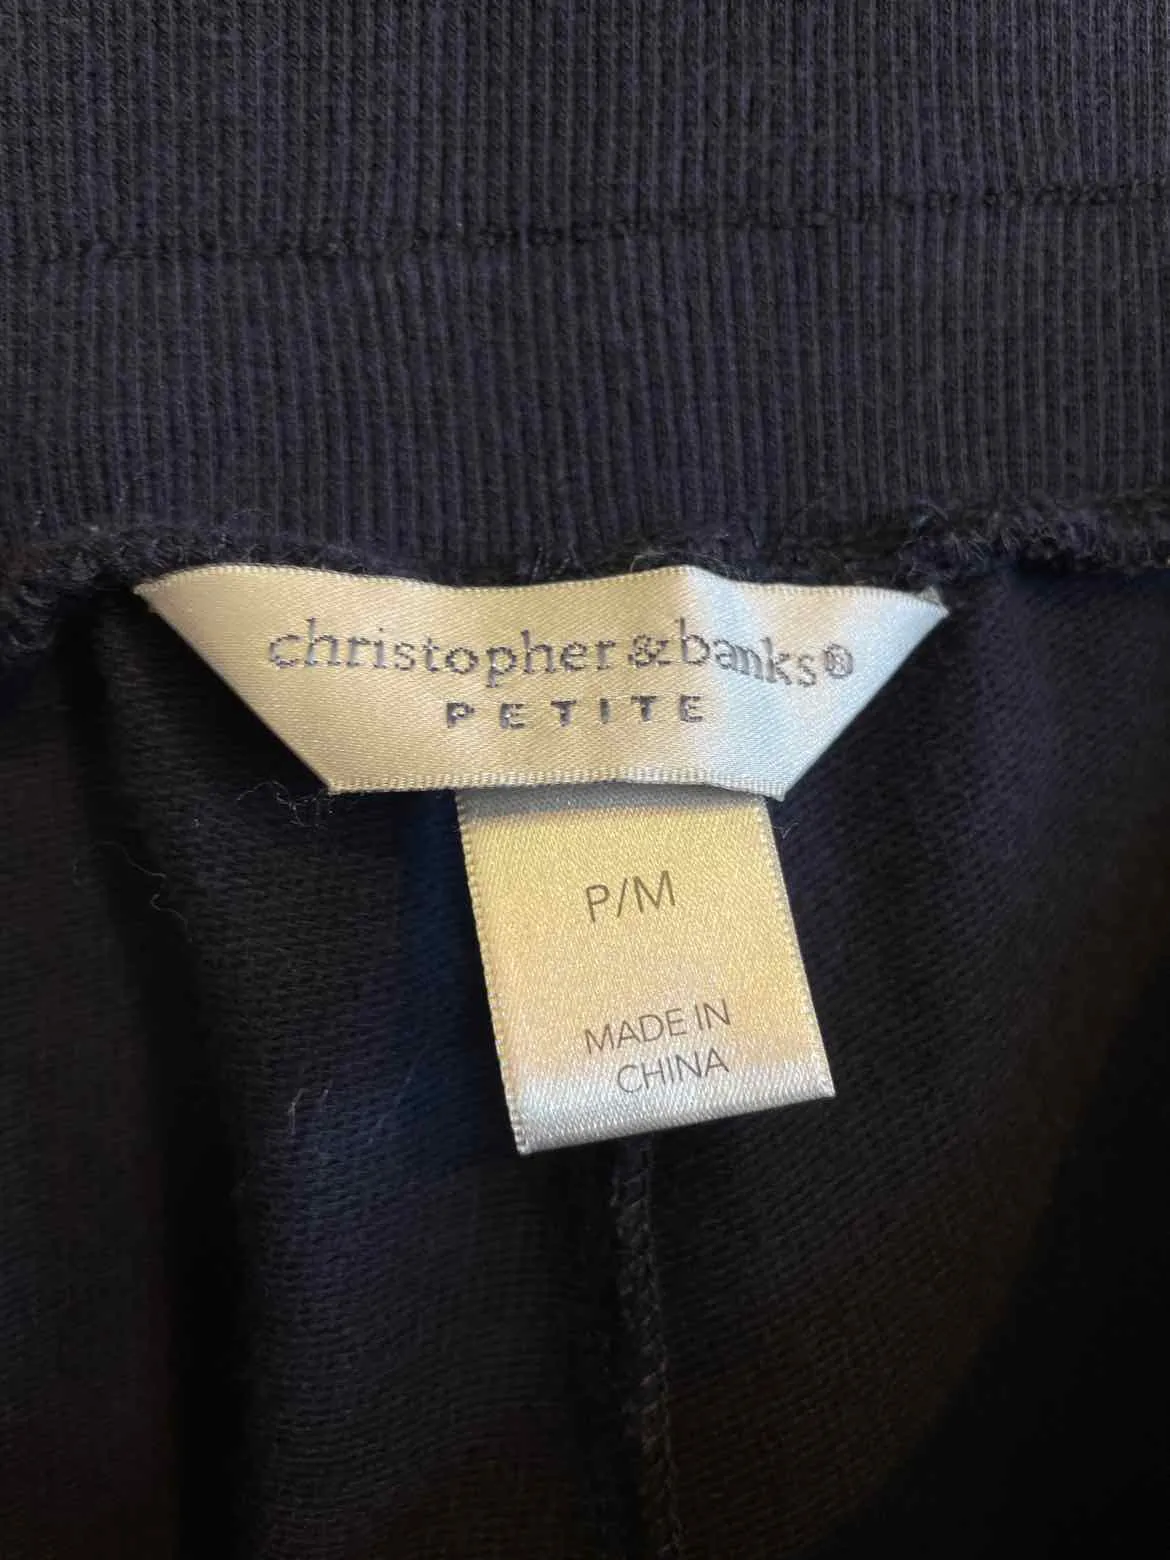 christopher & banks®
PETITE
P/M
MADE IN
CHINA